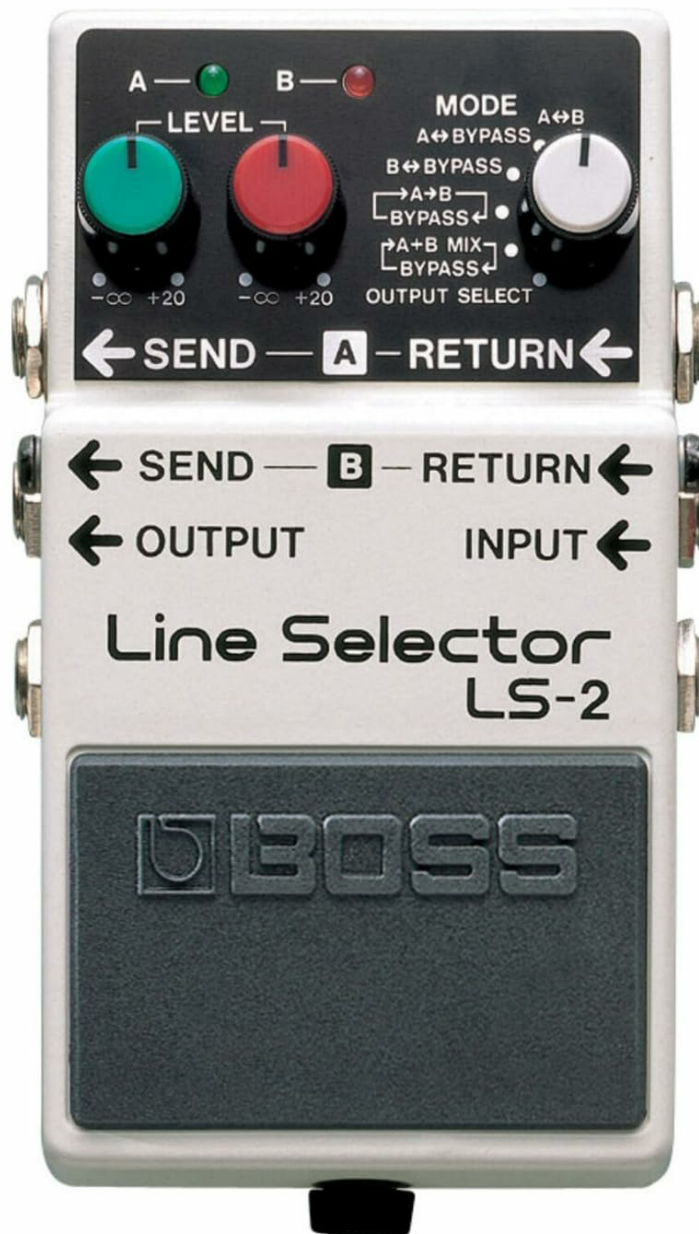 A B
LEVEL
MODE
A↔B
A↔BYPASS
B↔BYPASS
→A→B
BYPASS↵
→A+B MIX
BYPASS↵
OUTPUT SELECT
-∞ +20 -∞ +20
← SEND — A — RETURN ←
← SEND — B — RETURN ←
← OUTPUT INPUT ←
Line Selector
LS-2
BOSS